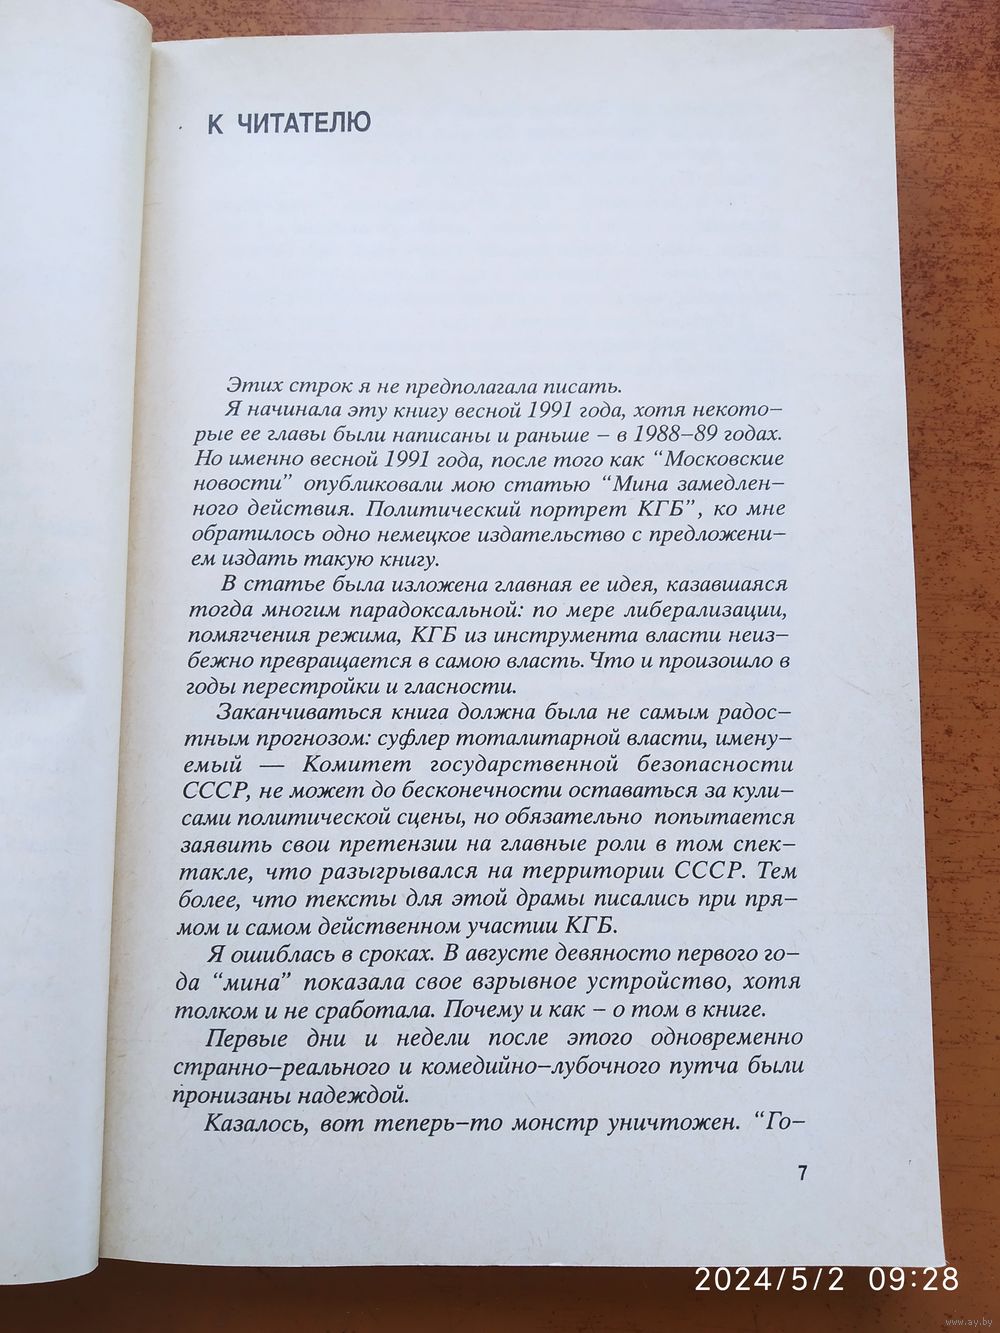 К ЧИТАТЕЛЮ
Этих строк я не предполагала писать.
Я начинала эту книгу весной 1991 года, хотя некото–
рые ее главы были написаны и раньше – в 1988–89 годах.
Но именно весной 1991 года, после того как “Московские
новости” опубликовали мою статью “Мина замедлен–
ного действия. Политический портрет КГБ”, ко мне
обратилось одно немецкое издательство с предложени–
ем издать такую книгу.
В статье была изложена главная ее идея, казавшаяся
тогда многим парадоксальной: по мере либерализации,
помягчения режима, КГБ из инструмента власти неиз–
бежно превращается в самою власть. Что и произошло в
годы перестройки и гласности.
Заканчиваться книга должна была не самым радос–
тным прогнозом: суфлер тоталитарной власти, имену–
емый — Комитет государственной безопасности
СССР, не может до бесконечности оставаться за кули–
сами политической сцены, но обязательно попытается
заявить свои претензии на главные роли в том спек–
такле, что разыгрывался на территории СССР. Тем
более, что тексты для этой драмы писались при пря–
мом и самом действенном участии КГБ.
Я ошиблась в сроках. В августе девяносто первого го–
да “мина” показала свое взрывное устройство, хотя
толком и не сработала. Почему и как – о том в книге.
Первые дни и недели после этого одновременно
странно–реального и комедийно–лубочного путча были
пронизаны надеждой.
Казалось, вот теперь–то монстр уничтожен. “Го–
7
2024/5/2 09:28
www.ay.by